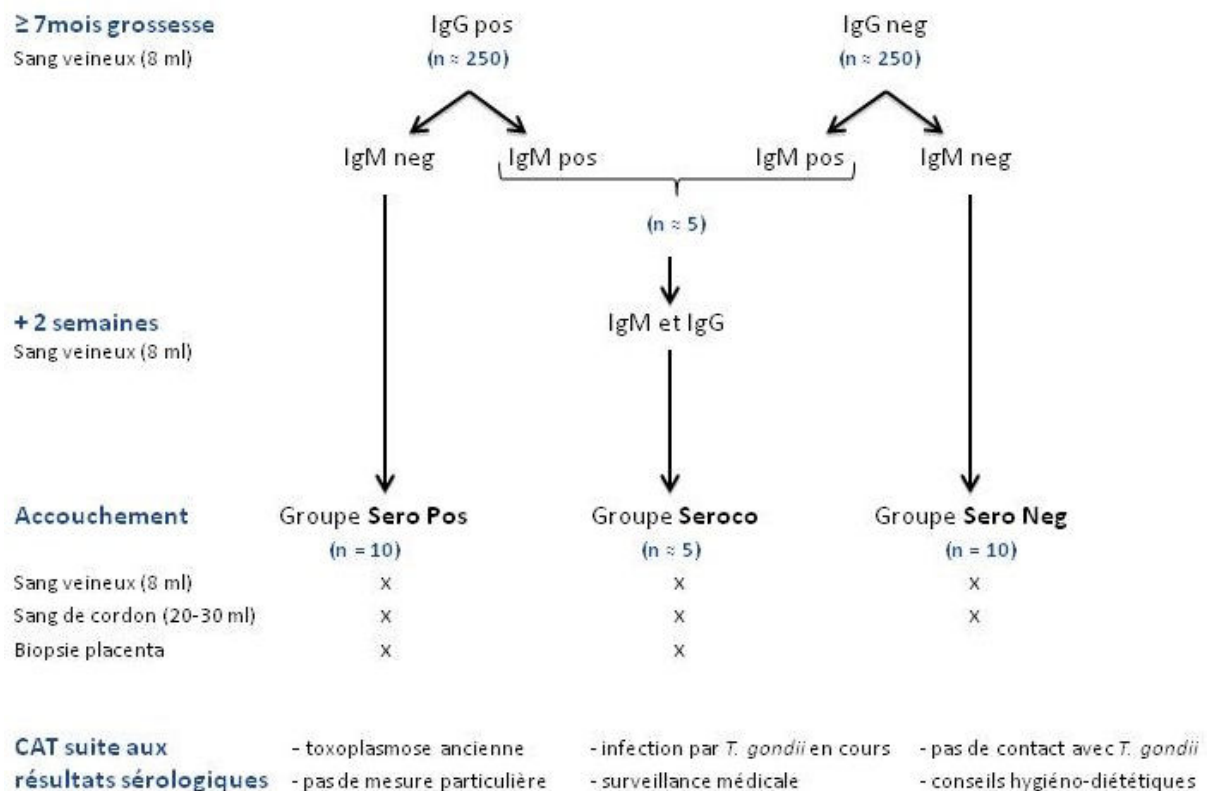 ≥ 7mois grossesse IgG pos IgG neg
Sang veineux (8 ml) (n ≈ 250) (n ≈ 250)
IgM neg IgM pos IgM pos IgM neg
(n ≈ 5)
+ 2 semaines IgM et IgG
Sang veineux (8 ml)
Accouchement Groupe Sero Pos Groupe Seroco Groupe Sero Neg
(n = 10) (n ≈ 5) (n = 10)
Sang veineux (8 ml) x x x
Sang de cordon (20-30 ml) x x x
Biopsie placenta x x
CAT suite aux - toxoplasmose ancienne - infection par T. gondii en cours - pas de contact avec T. gondii
résultats sérologiques - pas de mesure particulière - surveillance médicale - conseils hygiéno-diététiques